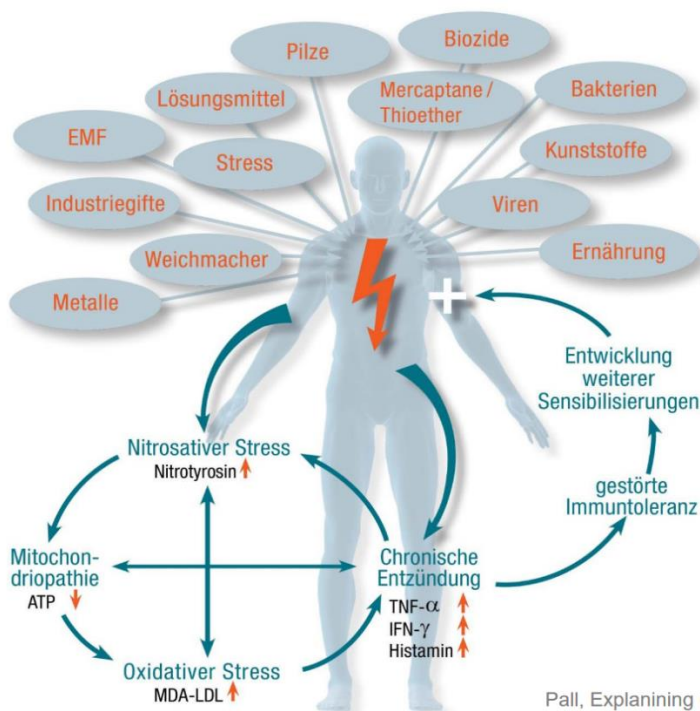 Pilze
Biozide
Lösungsmittel
Mercaptane /
Thioether
Bakterien
EMF
Stress
Kunststoffe
Industriegifte
Viren
Weichmacher
Ernährung
Metalle
+
Entwicklung
weiterer
Sensibilisierungen
Nitrosativer Stress
Nitrotyrosin
gestörte
Immuntoleranz
Mitochon-
driopathie
ATP
Chronische
Entzündung
TNF-α
IFN-γ
Histamin
Oxidativer Stress
MDA-LDL
Pall, Explanining